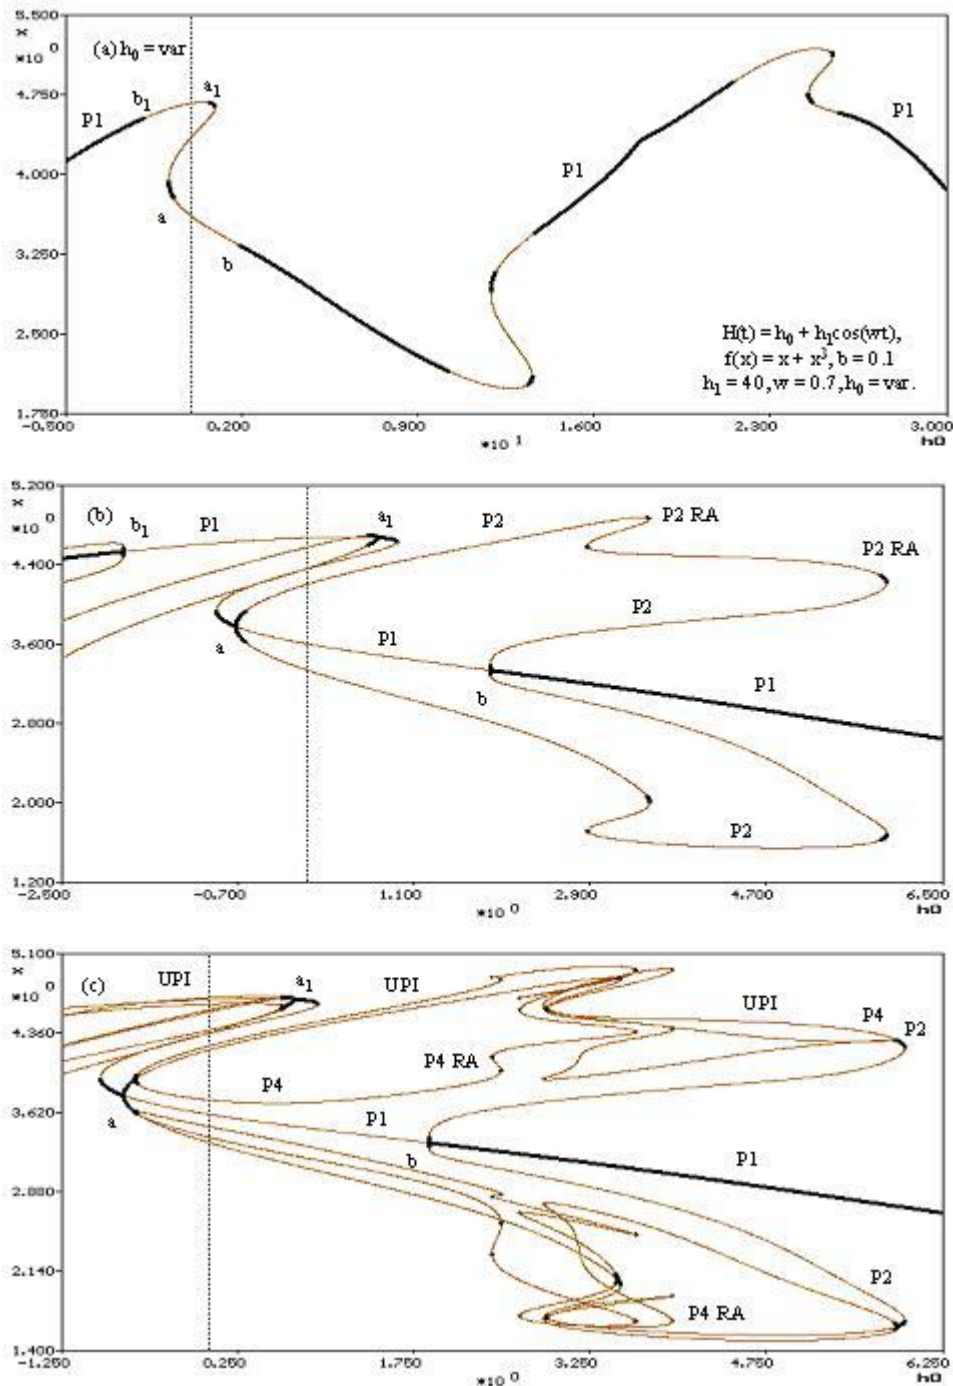 5.500
x
*10 0
(a) h0 = var
a1
4.750
b1
P1
P1
4.000
P1
a
3.250
b
2.500
H(t) = h0 + h1cos(wt),
f(x) = x + x3, b = 0.1
h1 = 40, w = 0.7, h0 = var.
1.750
-0.500 0.200 0.900 1.600 2.300 3.000
*10 1
h0
5.200
x
*10 0
(b)
b1
P1
a1
P2
P2 RA
P2 RA
4.400
P2
3.600
a
P1
P1
b
2.800
2.000
P2
1.200
-2.500 -0.700 1.100 2.900 4.700 6.500
*10 0
h0
5.100
x
*10 0
(c)
UPI
a1
UPI
UPI
P4
P2
4.360
P4 RA
P4
3.620
a
P1
b
P1
2.880
2.140
P2
P4 RA
1.400
-1.250 0.250 1.750 3.250 4.750 6.250
*10 0
h0